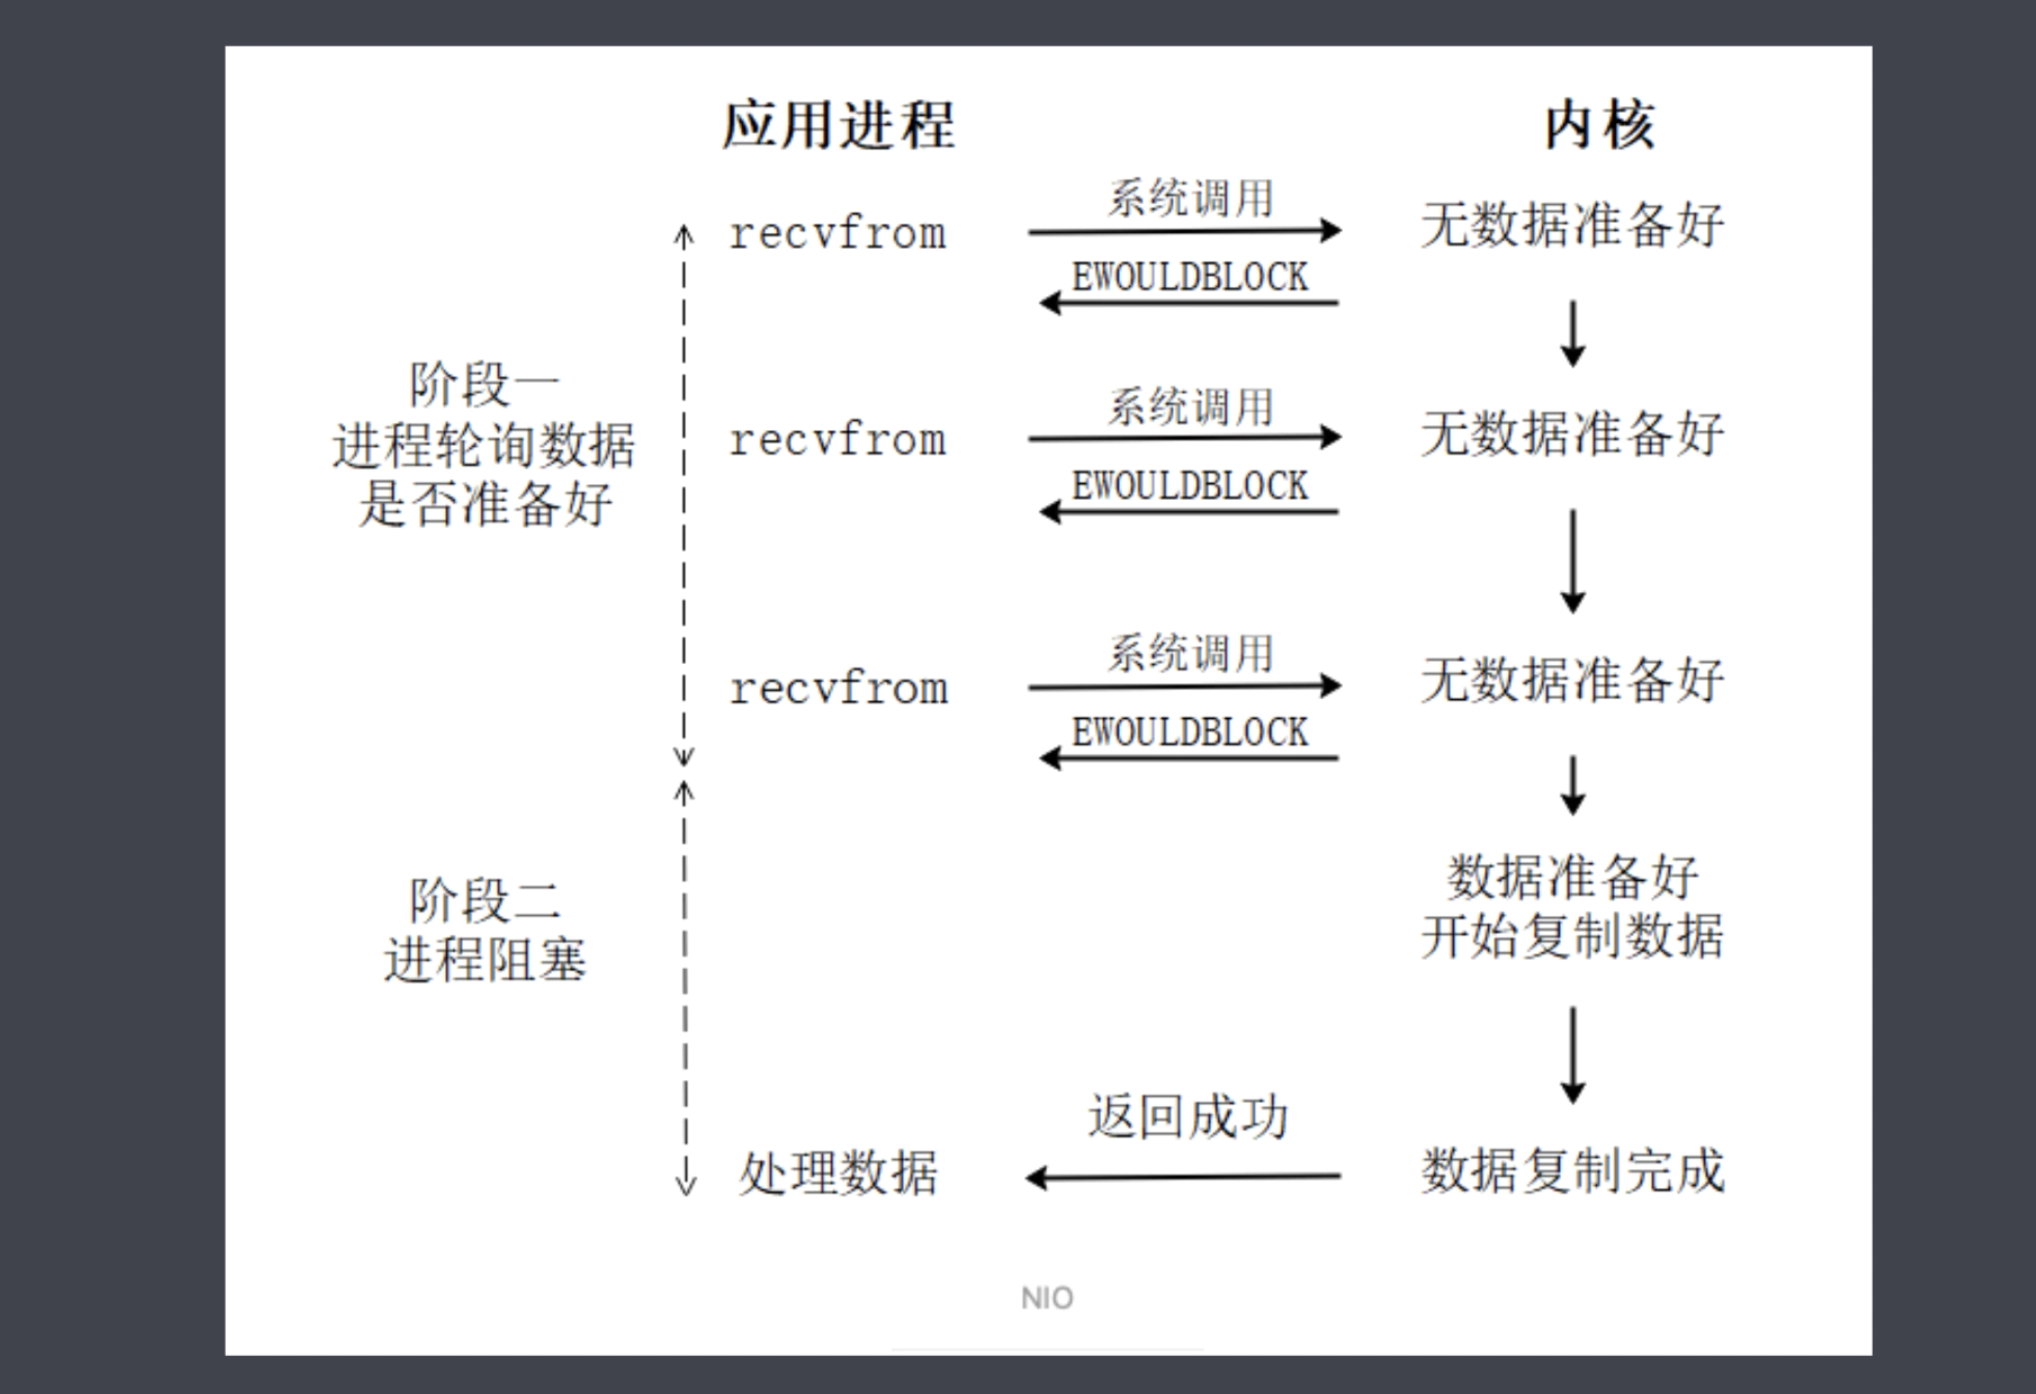 应用进程
内核
系统调用
recvfrom
无数据准备好
EWOULDBLOCK
阶段一
进程轮询数据
是否准备好
系统调用
recvfrom
无数据准备好
EWOULDBLOCK
系统调用
recvfrom
无数据准备好
EWOULDBLOCK
数据准备好
开始复制数据
阶段二
进程阻塞
返回成功
处理数据
数据复制完成
NIO